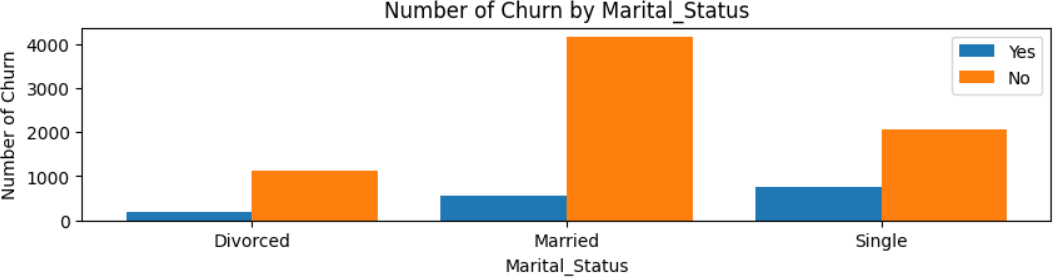 Number of Churn by Marital_Status
Number of Churn
4000
3000
2000
1000
0
Yes
No
Divorced Married Single
Marital_Status